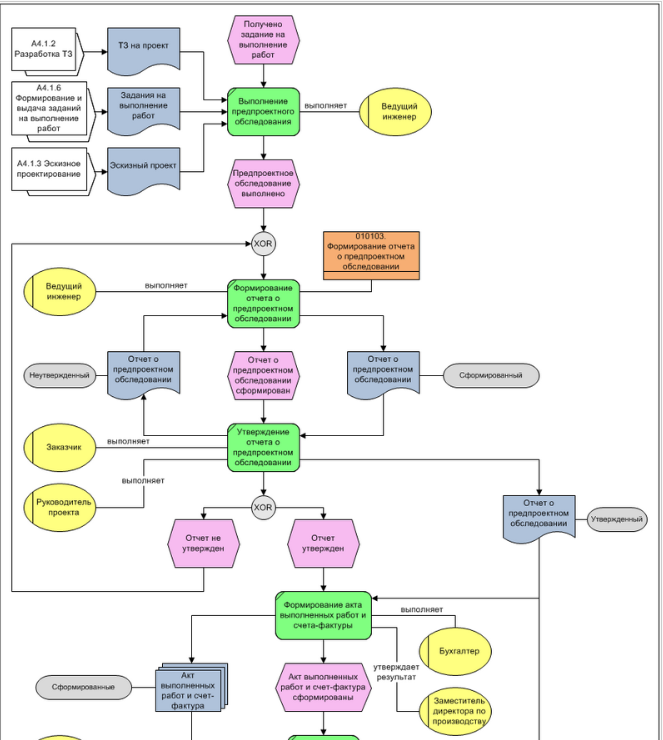 Получено
задание на
выполнение
работ
А4.1.2
Разработка ТЗ
ТЗ на проект
А4.1.6
Формирование и
выдача заданий
на выполнение
работ
Задания на
выполнение
работ
Выполнение
предпроектного
обследования
выполняет
Ведущий
инженер
А4.1.3 Эскизное
проектирование
Эскизный проект
Предпроектное
обследование
выполнено
XOR
010103.
Формирование отчета
о предпроектном
обследовании
Ведущий
инженер
выполняет
Формирование
отчета о
предпроектном
обследовании
Неутвержденный
Отчет о
предпроектном
обследовании
Отчет о
предпроектном
обследовании
сформирован
Отчет о
предпроектном
обследовании
Сформированный
Заказчик
выполняет
Утверждение
отчета о
предпроектном
обследовании
выполняет
Руководитель
проекта
XOR
Отчет о
предпроектном
обследовании
Утвержденный
Отчет не
утвержден
Отчет
утвержден
Формирование акта
выполненных работ и
счета-фактуры
выполняет
Бухгалтер
утверждает
результат
Сформированные
Акт
выполненных
работ и счет-
фактура
Акт выполненных
работ и счет-фактура
сформированы
Заместитель
директора по
производству